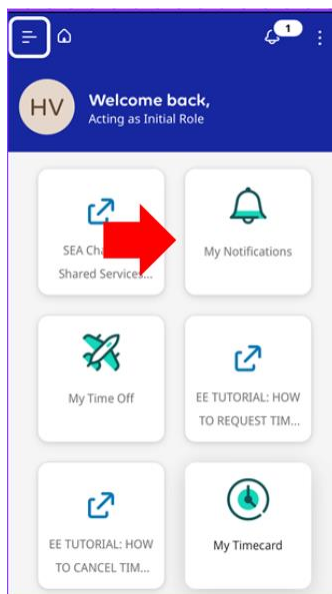 1
HV
Welcome back,
Acting as Initial Role
SEA Ch
Shared Services...
My Notifications
My Time Off
EE TUTORIAL: HOW
TO REQUEST TIM...
EE TUTORIAL: HOW
TO CANCEL TIM...
My Timecard